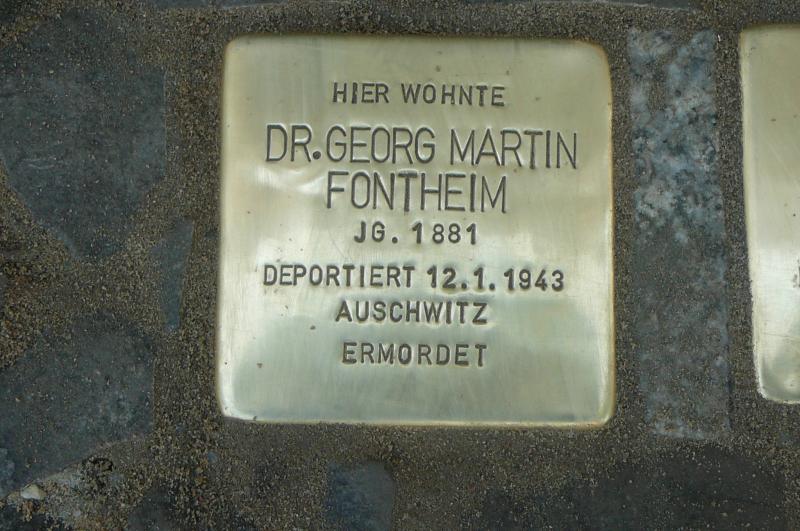 HIER WOHNTE
DR. GEORG MARTIN
FONTHEIM
JG. 1881
DEPORTIERT 12.1.1943
AUSCHWITZ
ERMORDET